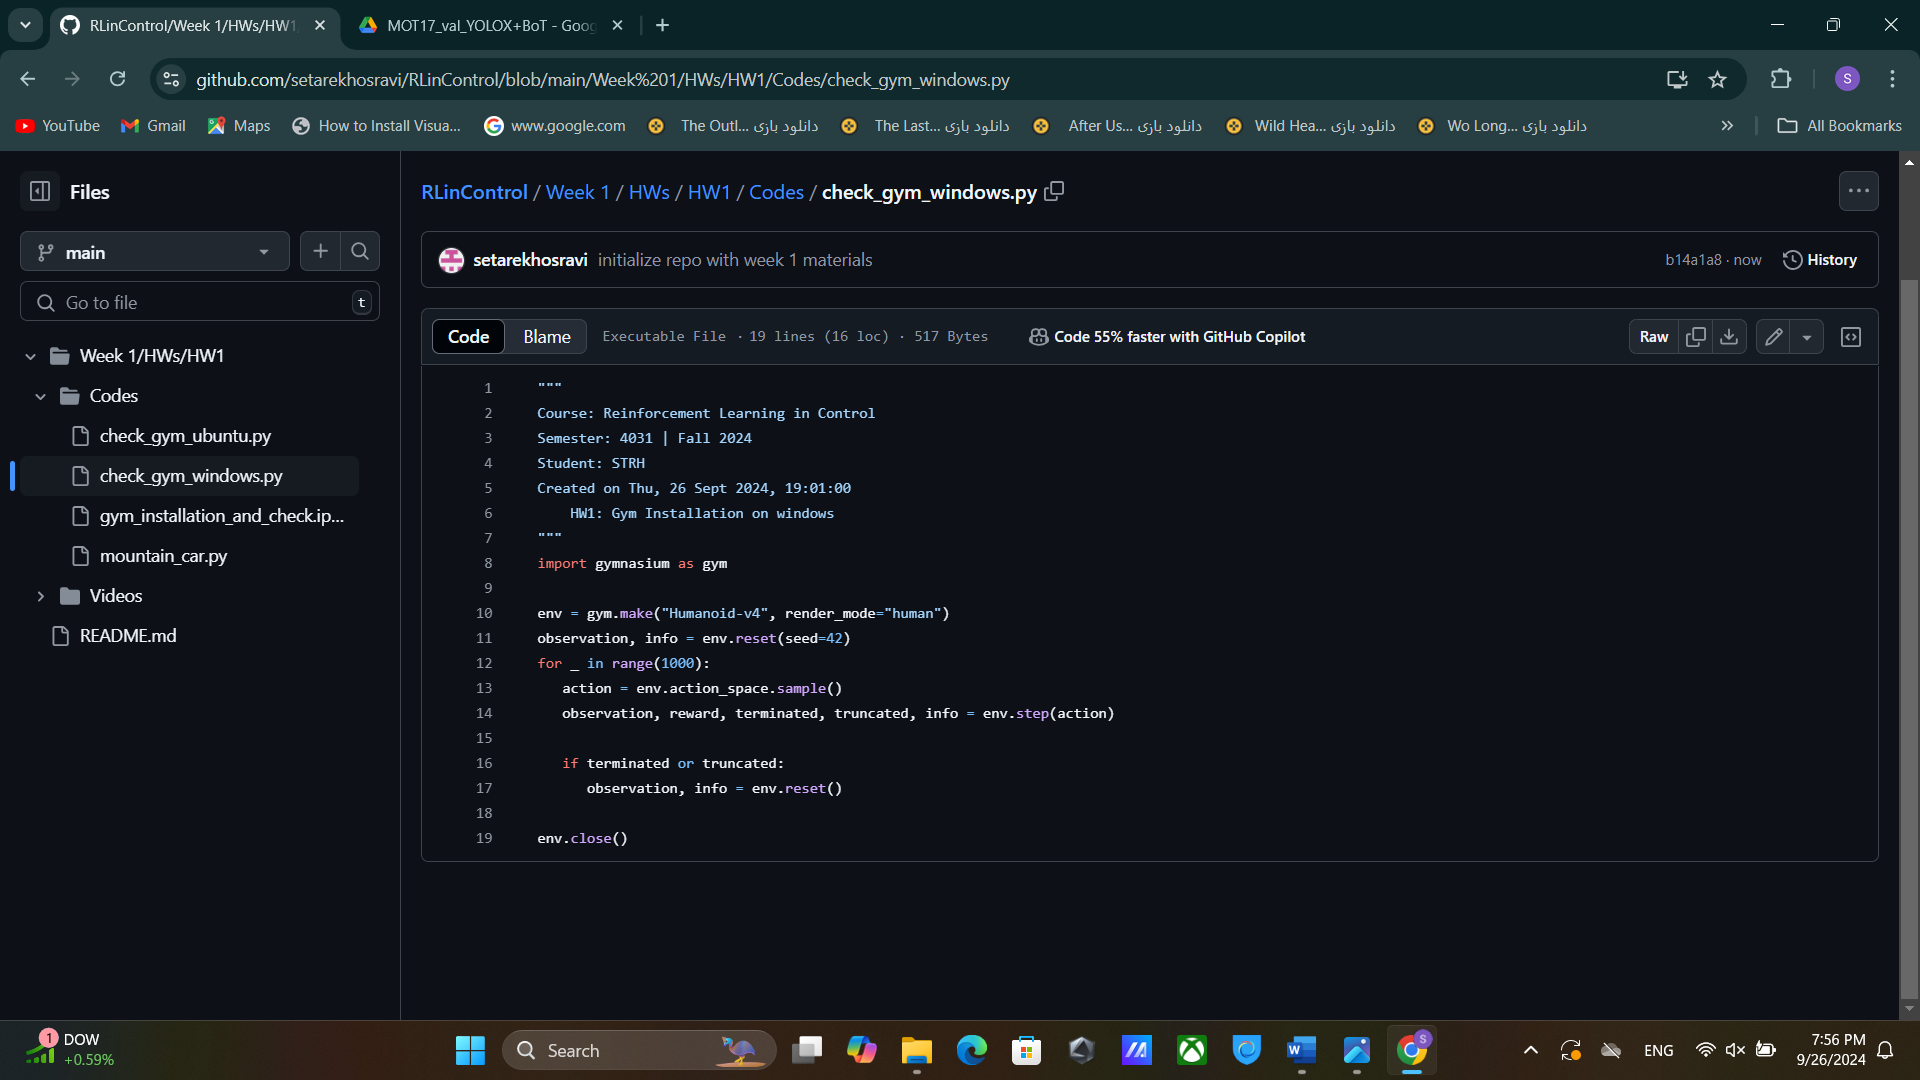 RLinControl/Week 1/HWs/HW1
MOT17_val_YOLOX+BoT - Goog
github.com/setarekhosravi/RLinControl/blob/main/Week%201/HWs/HW1/Codes/check_gym_windows.py
S
YouTube
Gmail
Maps
How to Install Visua...
www.google.com
The Outl... دانلود بازی
The Last... دانلود بازی
After Us... دانلود بازی
Wild Hea... دانلود بازی
Wo Long... دانلود بازی
All Bookmarks
Files
main
Go to file
t
Week 1/HWs/HW1
Codes
check_gym_ubuntu.py
check_gym_windows.py
gym_installation_and_check.ip...
mountain_car.py
Videos
README.md
RLinControl / Week 1 / HWs / HW1 / Codes / check_gym_windows.py
setarekhosravi initialize repo with week 1 materials
b14a1a8 · now
History
Code
Blame
Executable File · 19 lines (16 loc) · 517 Bytes
Code 55% faster with GitHub Copilot
Raw
1 """
2 Course: Reinforcement Learning in Control
3 Semester: 4031 | Fall 2024
4 Student: STRH
5 Created on Thu, 26 Sept 2024, 19:01:00
6     HW1: Gym Installation on windows
7 """
8 import gymnasium as gym
9
10 env = gym.make("Humanoid-v4", render_mode="human")
11 observation, info = env.reset(seed=42)
12 for _ in range(1000):
13    action = env.action_space.sample()
14    observation, reward, terminated, truncated, info = env.step(action)
15
16    if terminated or truncated:
17       observation, info = env.reset()
18
19 env.close()
1
DOW
+0.59%
Search
W
S
ENG
7:56 PM
9/26/2024